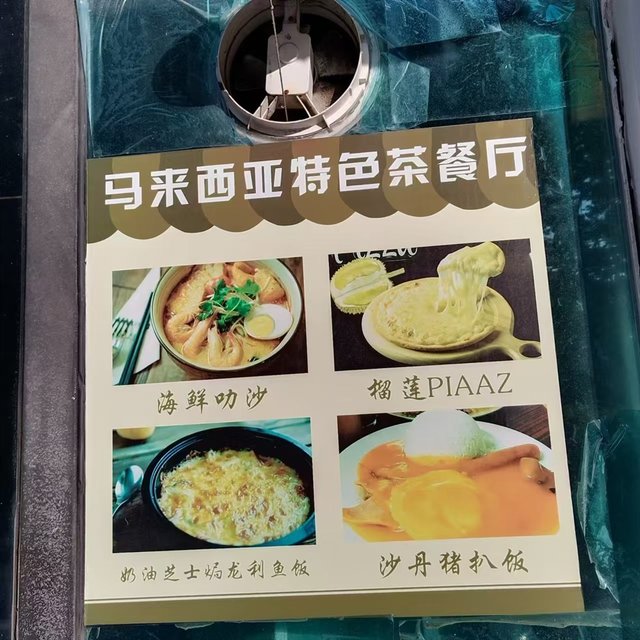 马来西亚特色茶餐厅
海鲜叻沙
榴莲PIAAZ
奶油芝士焗龙利鱼饭
沙丹猪扒饭